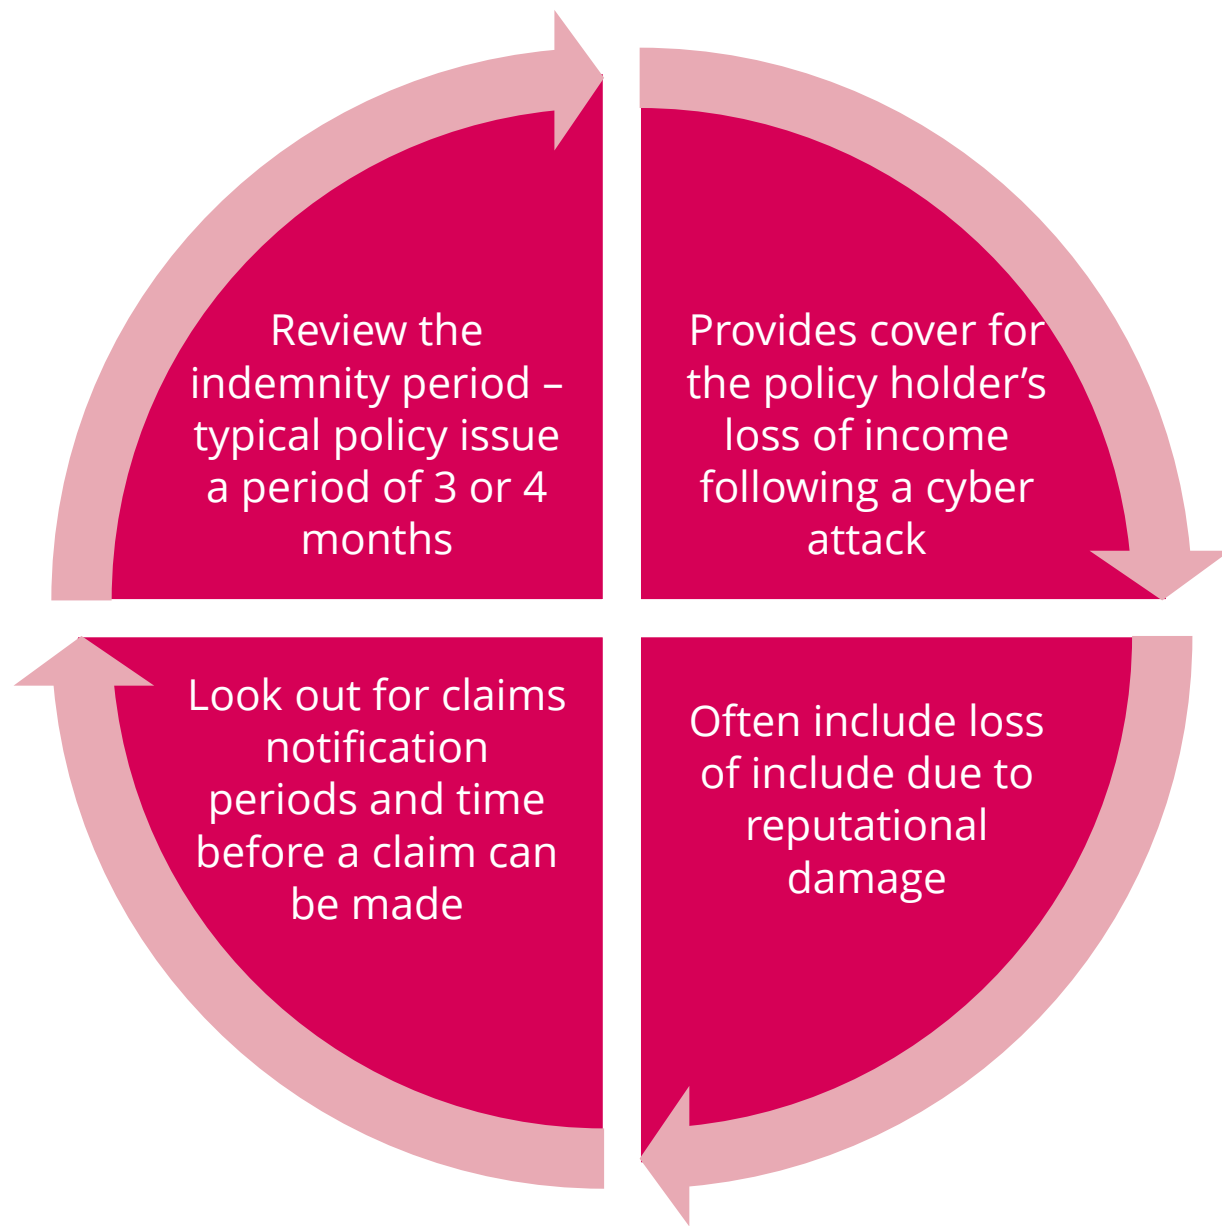 Review the
indemnity period –
typical policy issue
a period of 3 or 4
months
Provides cover for
the policy holder’s
loss of income
following a cyber
attack
Look out for claims
notification
periods and time
before a claim can
be made
Often include loss
of include due to
reputational
damage